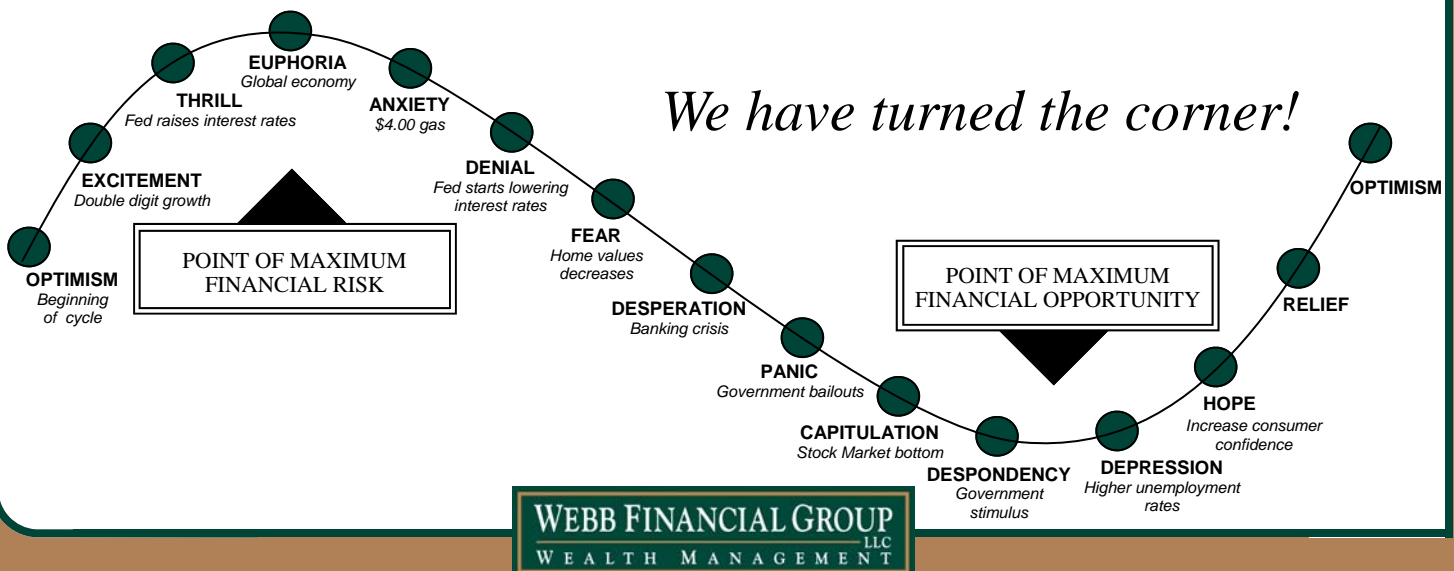 EUPHORIA
Global economy
THRILL
Fed raises interest rates
ANXIETY
$4.00 gas
We have turned the corner!
EXCITEMENT
Double digit growth
DENIAL
Fed starts lowering
interest rates
OPTIMISM
OPTIMISM
Beginning
of cycle
POINT OF MAXIMUM
FINANCIAL RISK
FEAR
Home values
decreases
POINT OF MAXIMUM
FINANCIAL OPPORTUNITY
DESPERATION
Banking crisis
RELIEF
PANIC
Government bailouts
HOPE
Increase consumer
confidence
CAPITULATION
Stock Market bottom
DESPONDENCY
Government
stimulus
DEPRESSION
Higher unemployment
rates
WEBB FINANCIAL GROUP
LLC
WEALTH MANAGEMENT